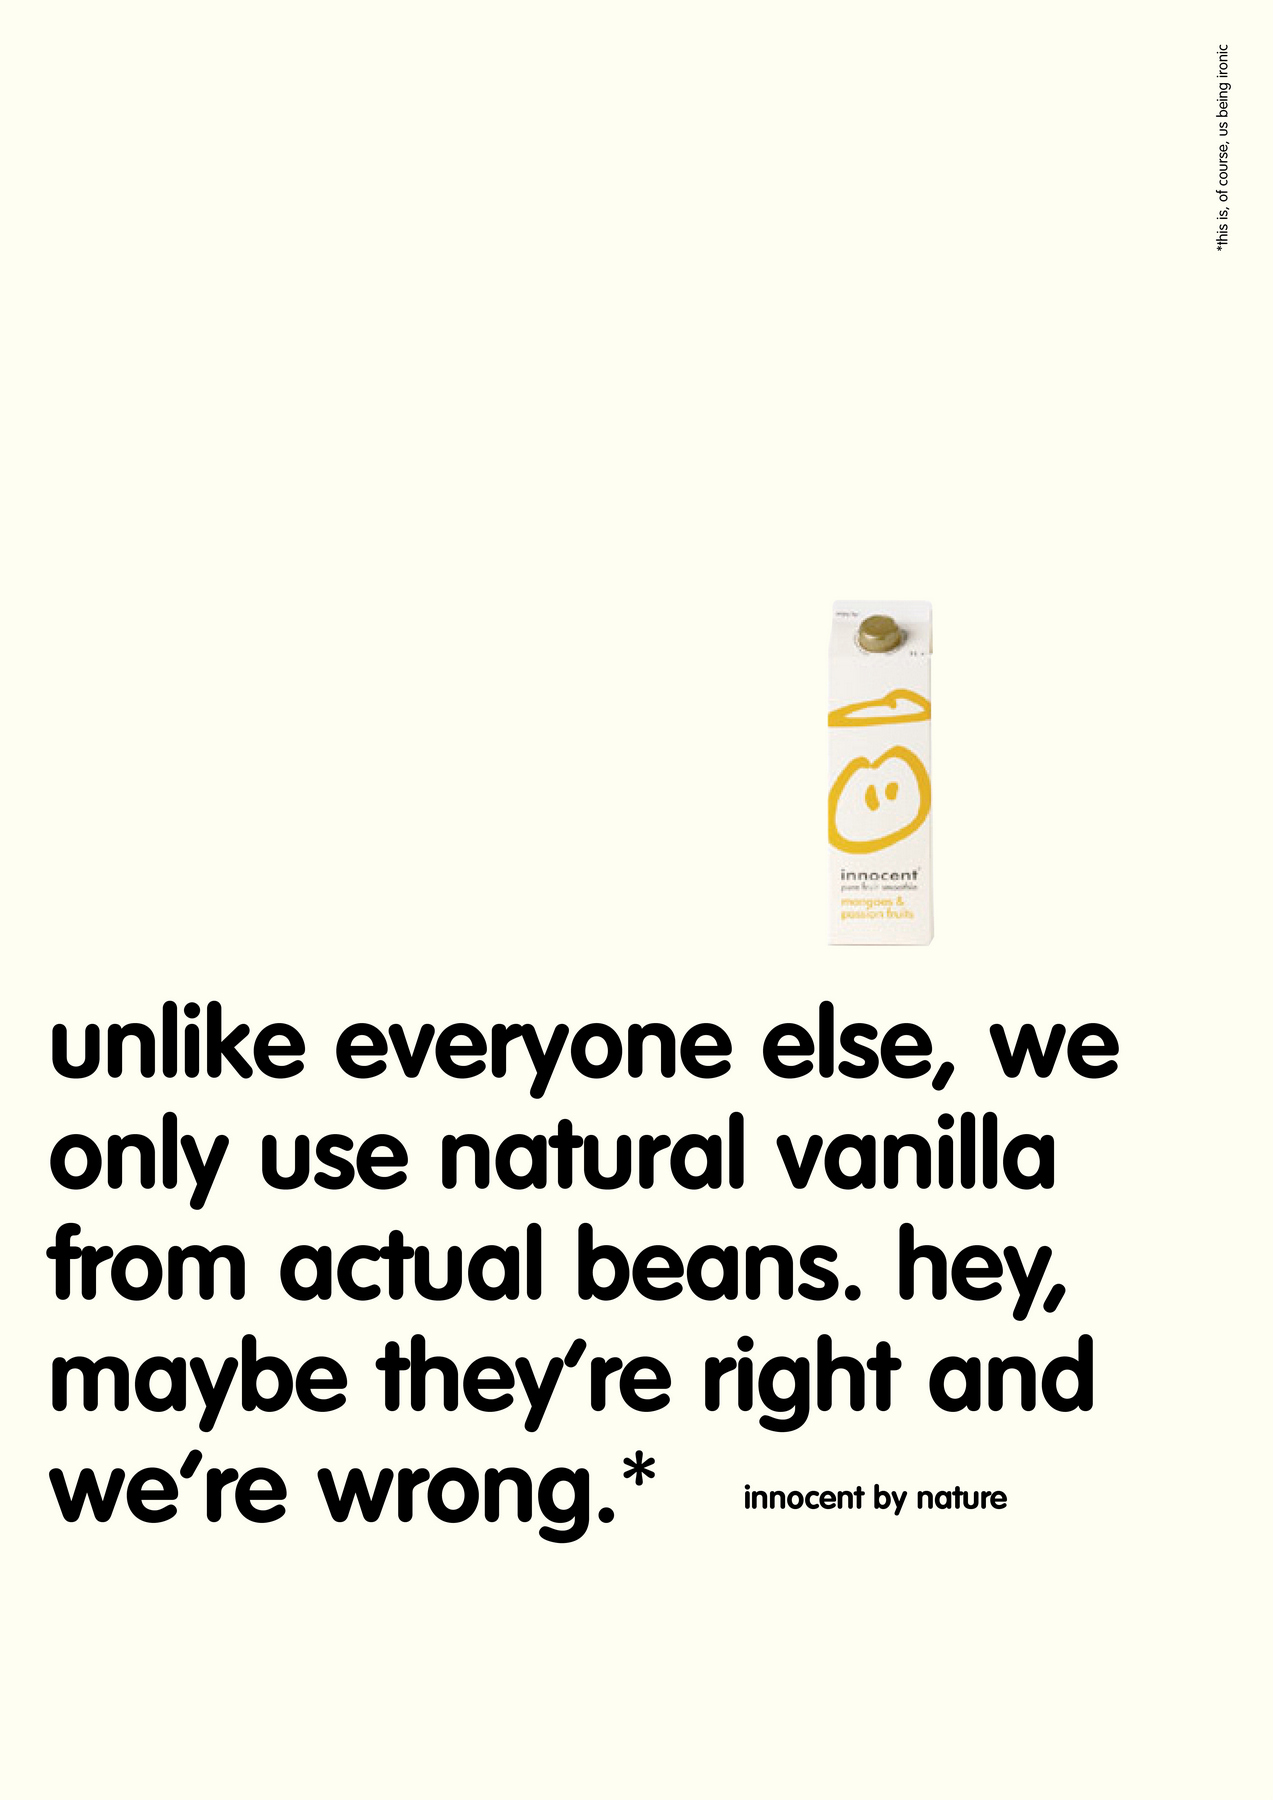 *this is, of course, us being ironic
innocent
pure fruit smoothie
mangoes &
passion fruits
unlike everyone else, we
only use natural vanilla
from actual beans. hey,
maybe they’re right and
we’re wrong.*
innocent by nature